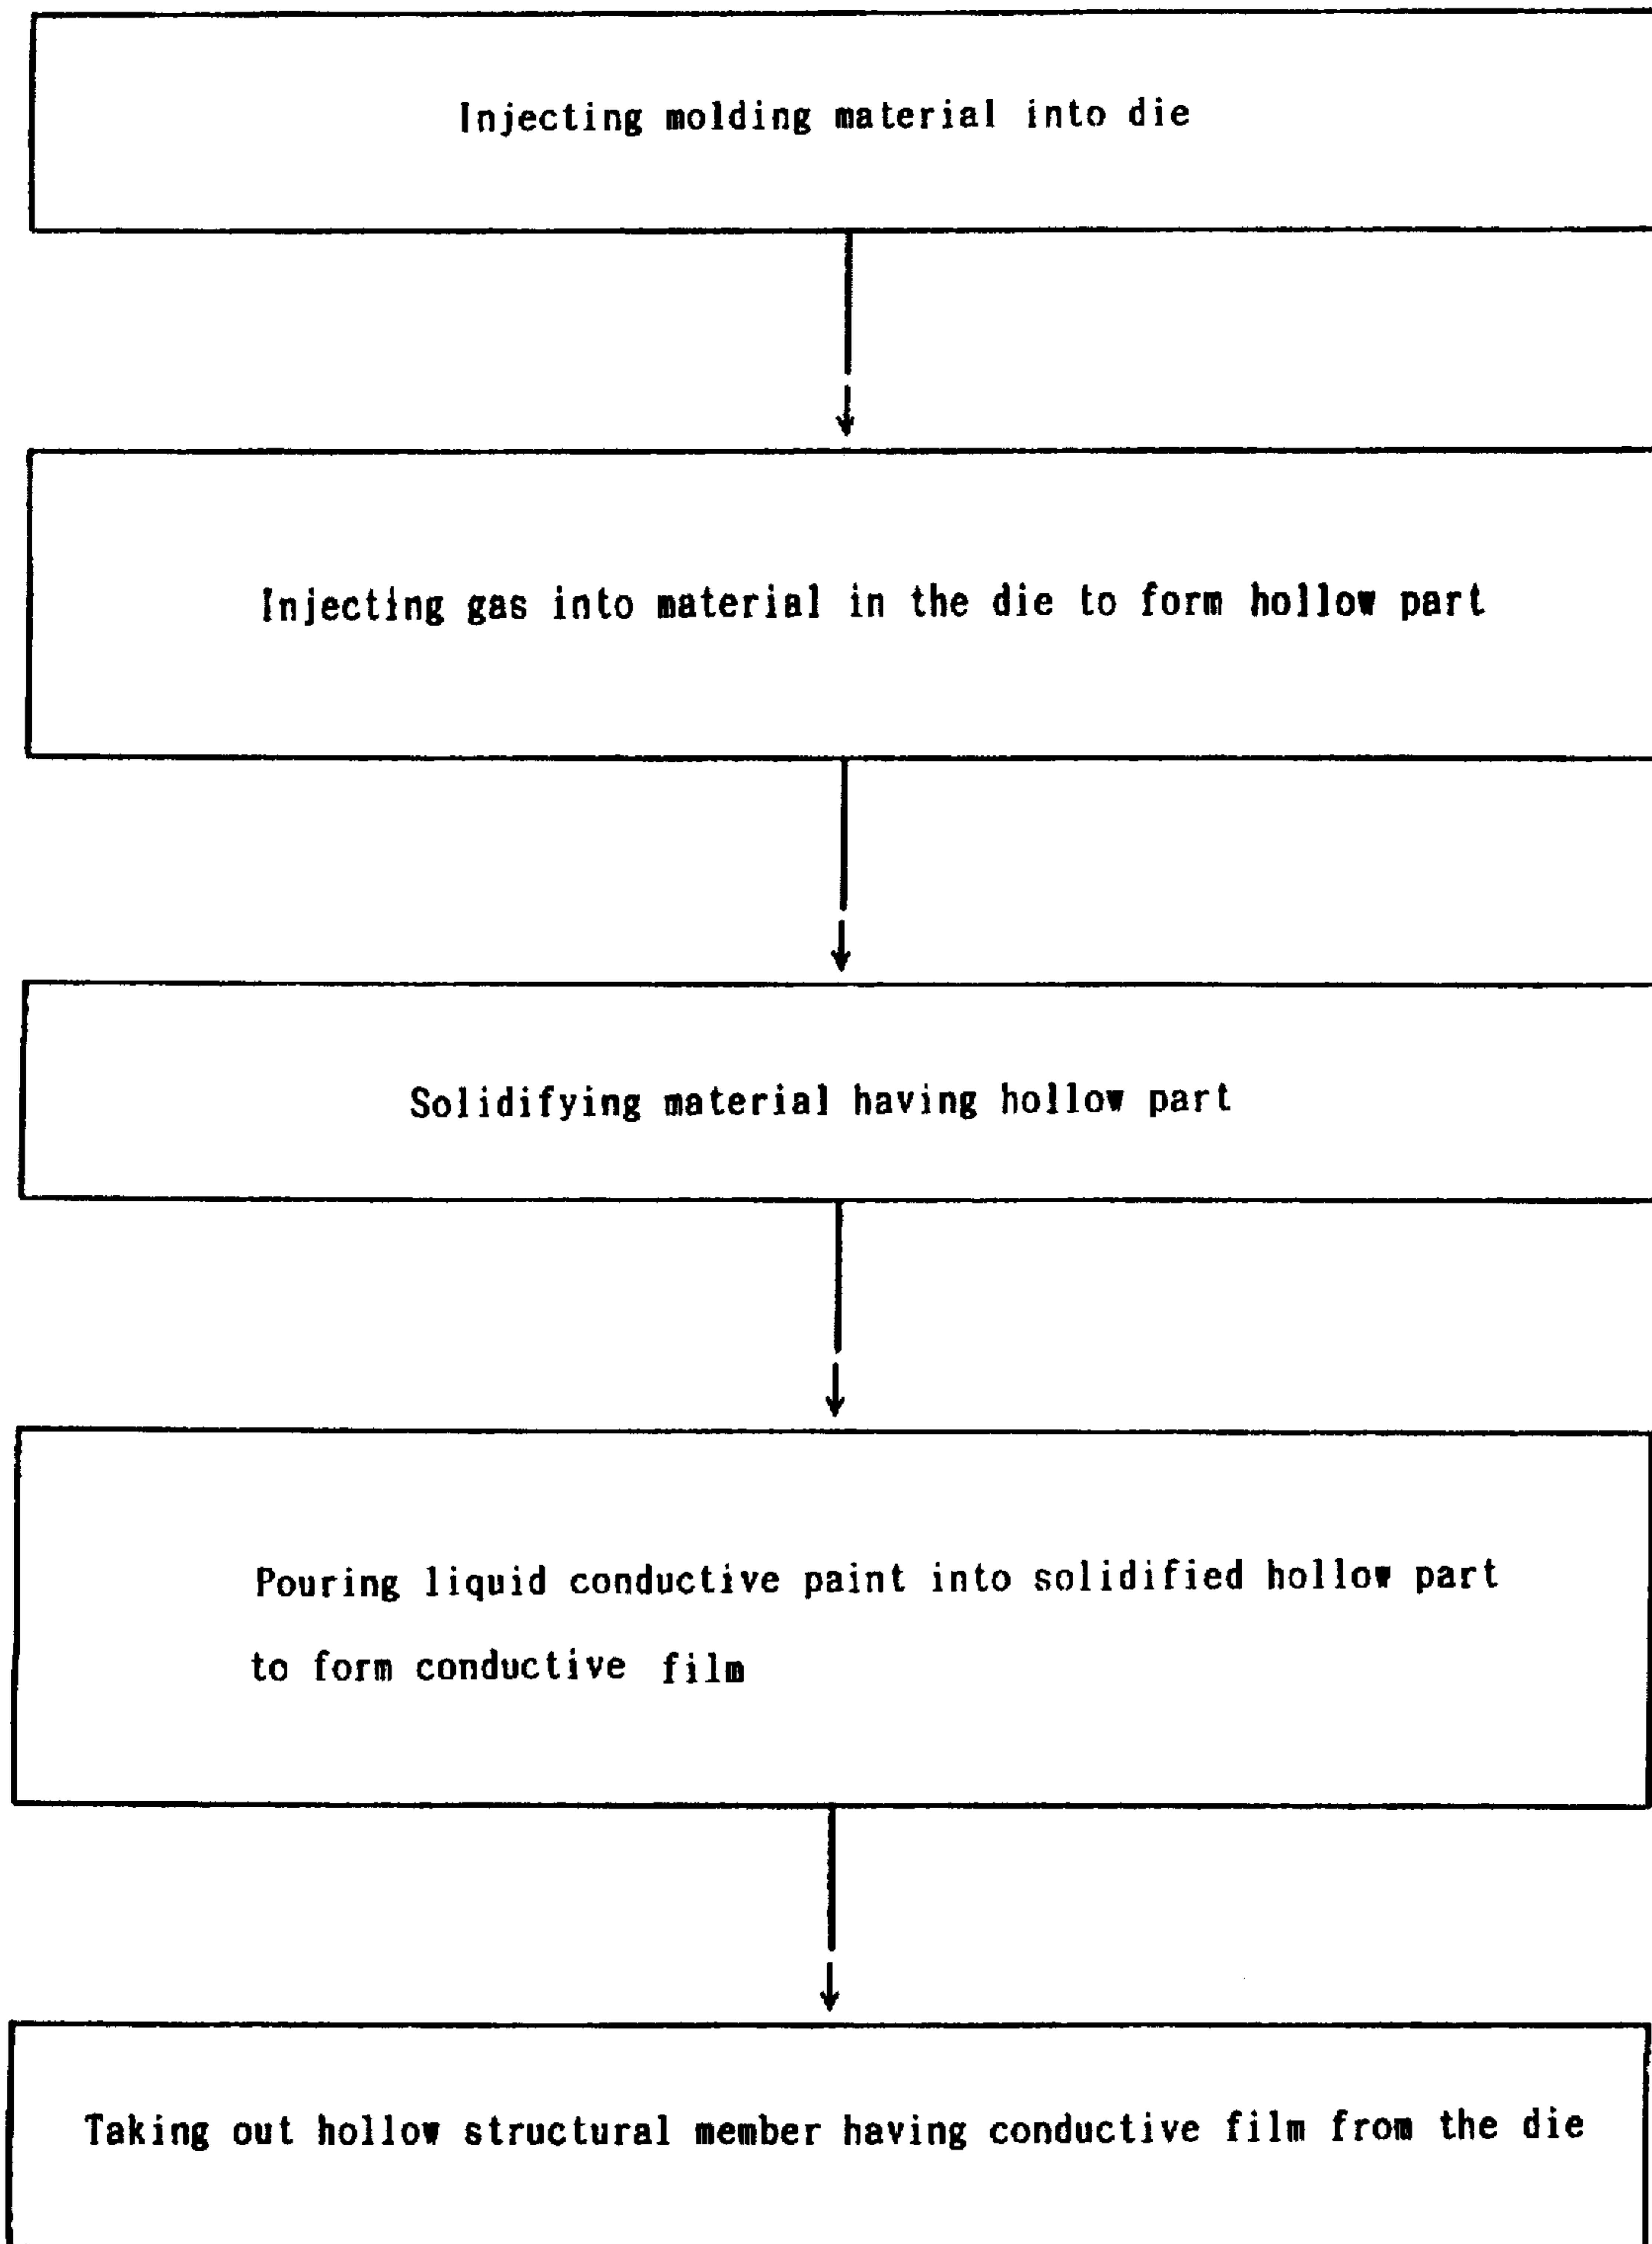 Injecting molding material into die
Injecting gas into material in the die to form hollow part
Solidifying material having hollow part
Pouring liquid conductive paint into solidified hollow part
to form conductive film
Taking out hollow structural member having conductive film from the die